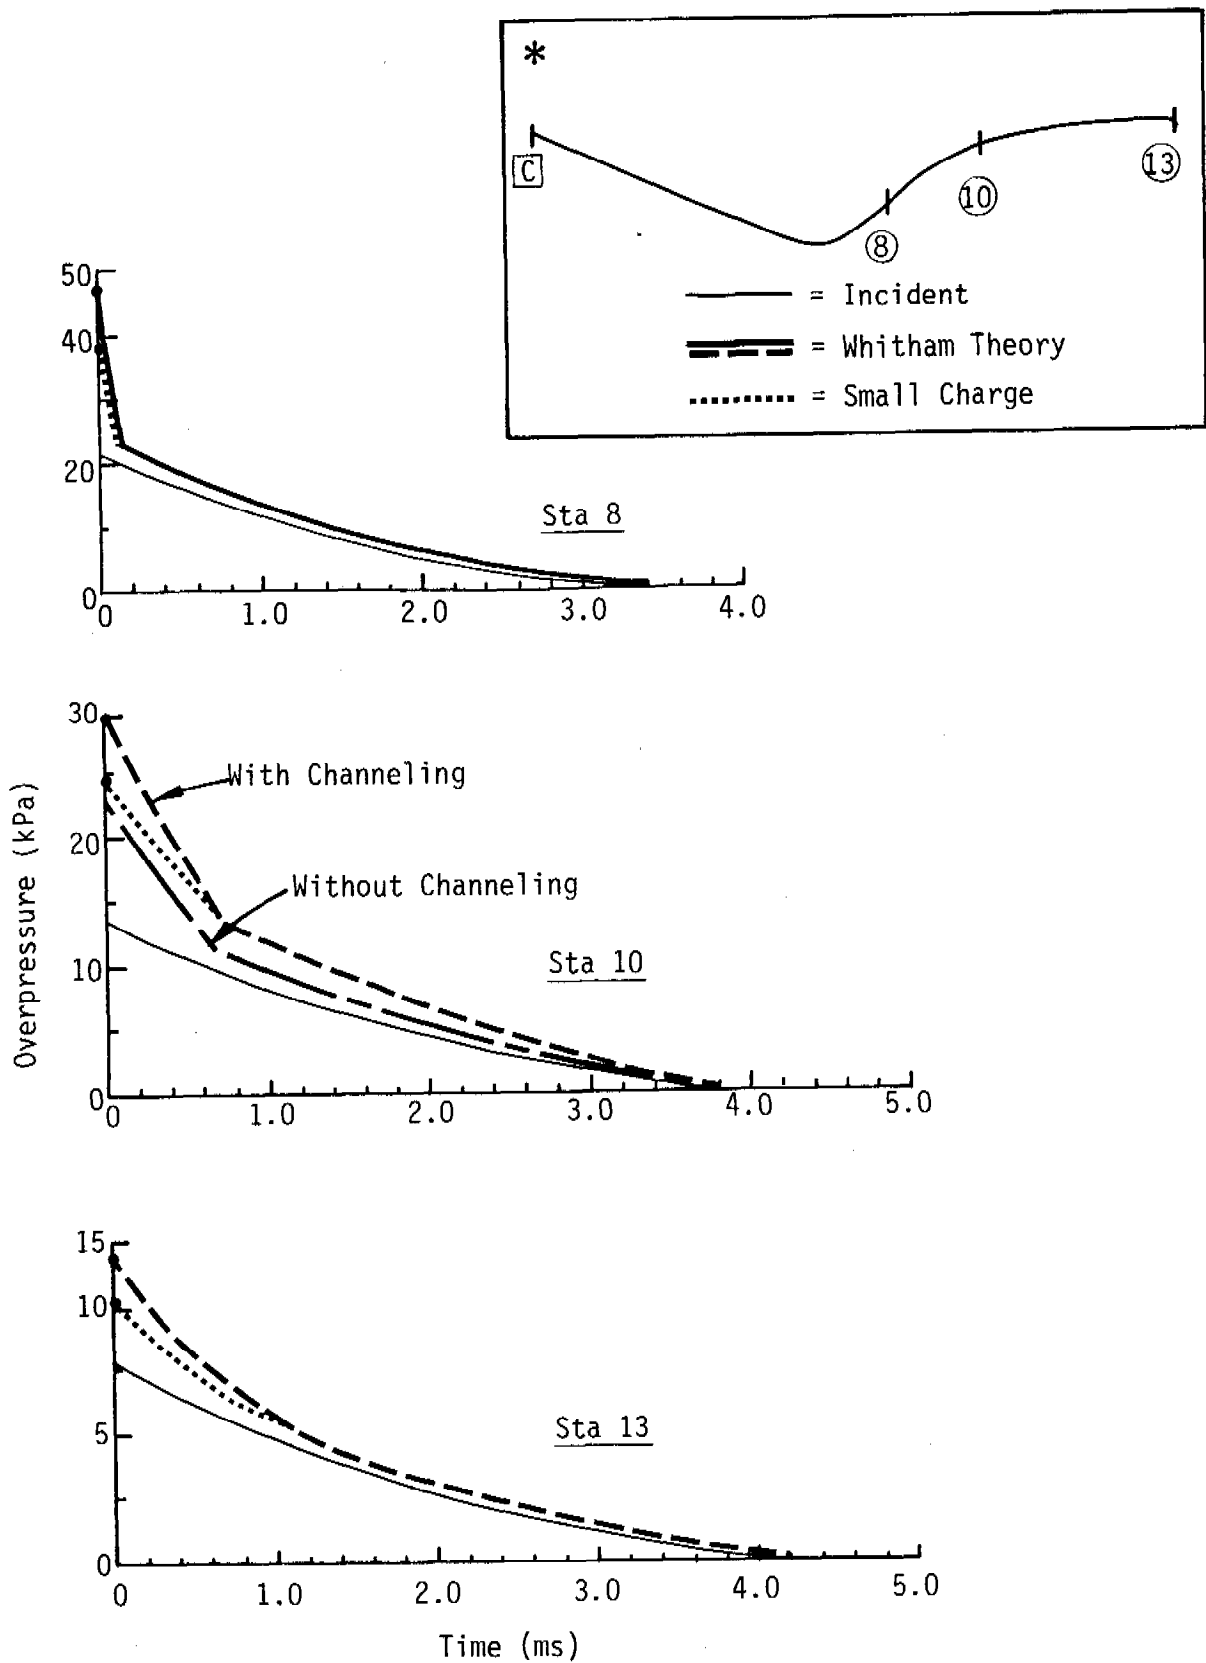 *
C
8
10
13
= Incident
= Whitham Theory
= Small Charge
50
40
20
0
Sta 8
0 1.0 2.0 3.0 4.0
30
20
10
0
With Channeling
Without Channeling
Sta 10
0 1.0 2.0 3.0 4.0 5.0
Overpressure (kPa)
15
10
5
0
Sta 13
0 1.0 2.0 3.0 4.0 5.0
Time (ms)